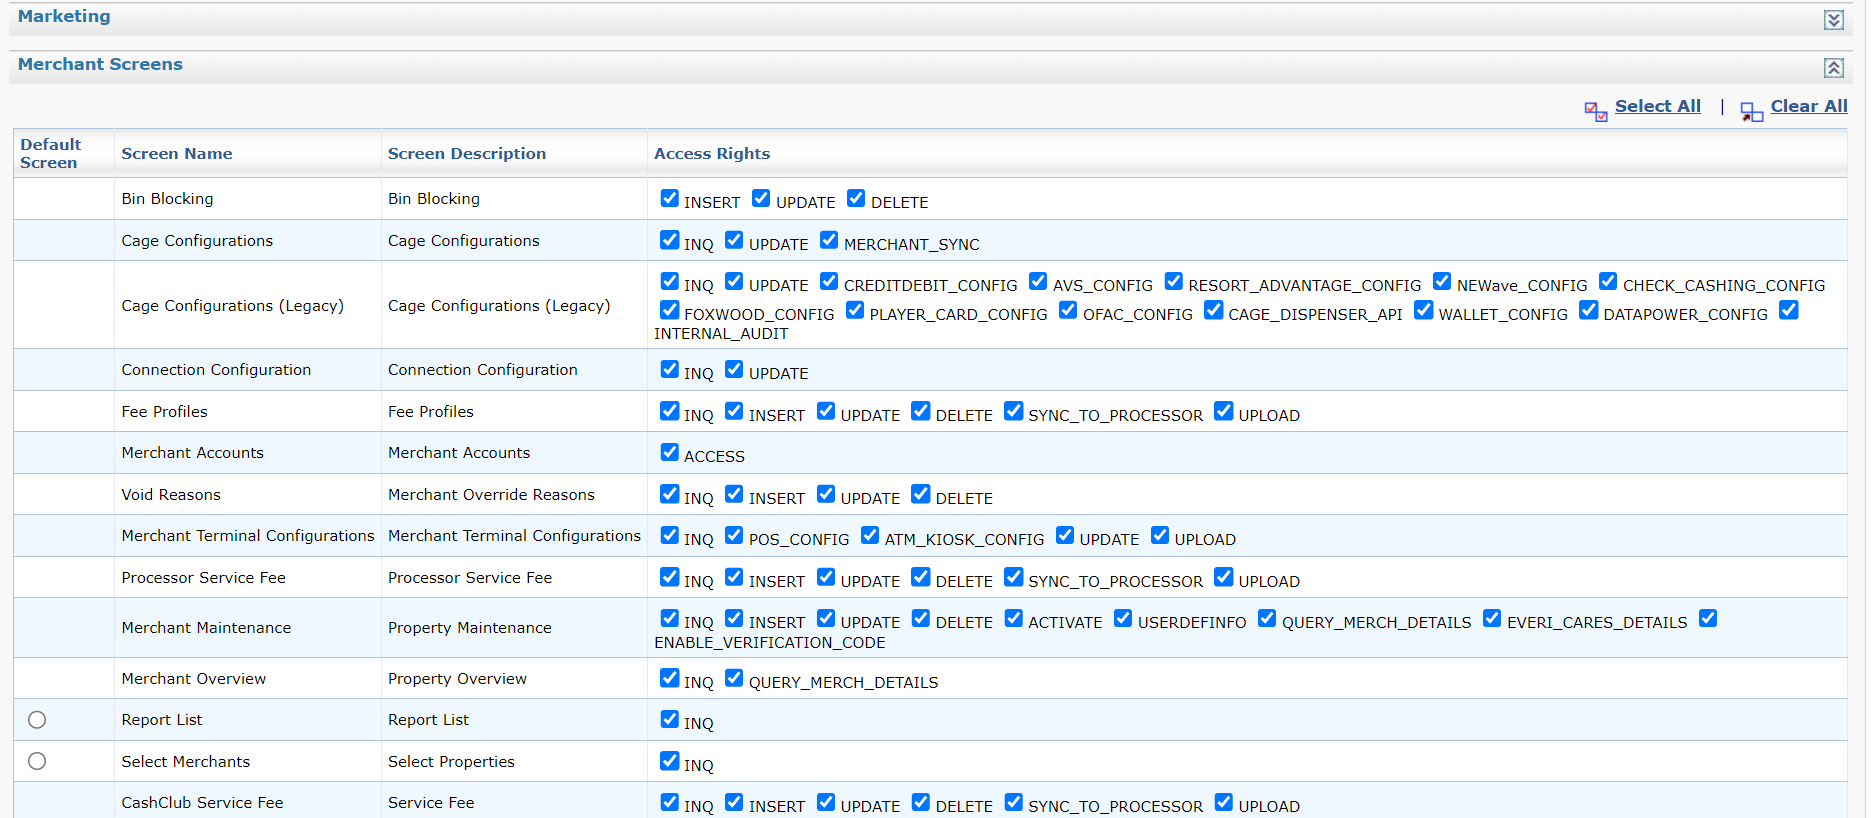 Marketing
Merchant Screens
Select All | Clear All
Default Screen Screen Name Screen Description Access Rights
Bin Blocking Bin Blocking INSERT UPDATE DELETE
Cage Configurations Cage Configurations INQ UPDATE MERCHANT_SYNC
Cage Configurations (Legacy) Cage Configurations (Legacy) INQ UPDATE CREDITDEBIT_CONFIG AVS_CONFIG RESORT_ADVANTAGE_CONFIG NEWave_CONFIG CHECK_CASHING_CONFIG
FOXWOOD_CONFIG PLAYER_CARD_CONFIG OFAC_CONFIG CAGE_DISPENSER_API WALLET_CONFIG DATAPOWER_CONFIG
INTERNAL_AUDIT
Connection Configuration Connection Configuration INQ UPDATE
Fee Profiles Fee Profiles INQ INSERT UPDATE DELETE SYNC_TO_PROCESSOR UPLOAD
Merchant Accounts Merchant Accounts ACCESS
Void Reasons Merchant Override Reasons INQ INSERT UPDATE DELETE
Merchant Terminal Configurations Merchant Terminal Configurations INQ POS_CONFIG ATM_KIOSK_CONFIG UPDATE UPLOAD
Processor Service Fee Processor Service Fee INQ INSERT UPDATE DELETE SYNC_TO_PROCESSOR UPLOAD
Merchant Maintenance Property Maintenance INQ INSERT UPDATE DELETE ACTIVATE USERDEFINFO QUERY_MERCH_DETAILS EVERI_CARES_DETAILS
ENABLE_VERIFICATION_CODE
Merchant Overview Property Overview INQ QUERY_MERCH_DETAILS
Report List Report List INQ
Select Merchants Select Properties INQ
CashClub Service Fee Service Fee INQ INSERT UPDATE DELETE SYNC_TO_PROCESSOR UPLOAD